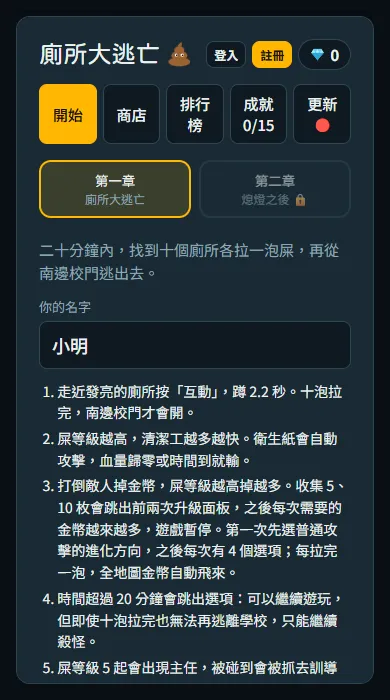 廁所大逃亡 💩 登入 註冊 💎 0
開始 商店 排行榜 成就 0/15 更新 🔴
第一章
廁所大逃亡
第二章
熄燈之後 🔒
二十分鐘內，找到十個廁所各拉一泡屎，再從
南邊校門逃出去。
你的名字
小明
1. 走近發亮的廁所按「互動」，蹲 2.2 秒。十泡拉
完，南邊校門才會開。
2. 屎等級越高，清潔工越多越快。衛生紙會自動
攻擊，血量歸零或時間到就輸。
3. 打倒敵人掉金幣，屎等級越高掉越多。收集 5、
10 枚會跳出前兩次升級面板，之後每次需要的
金幣越來越多，遊戲暫停。第一次先選普通攻
擊的進化方向，之後每次有 4 個選項；每拉完
一泡，全地圖金幣自動飛來。
4. 時間超過 20 分鐘會跳出選項：可以繼續遊玩，
但即使十泡拉完也無法再逃離學校，只能繼續
殺怪。
5. 屎等級 5 起會出現主任，被碰到會被抓去訓導